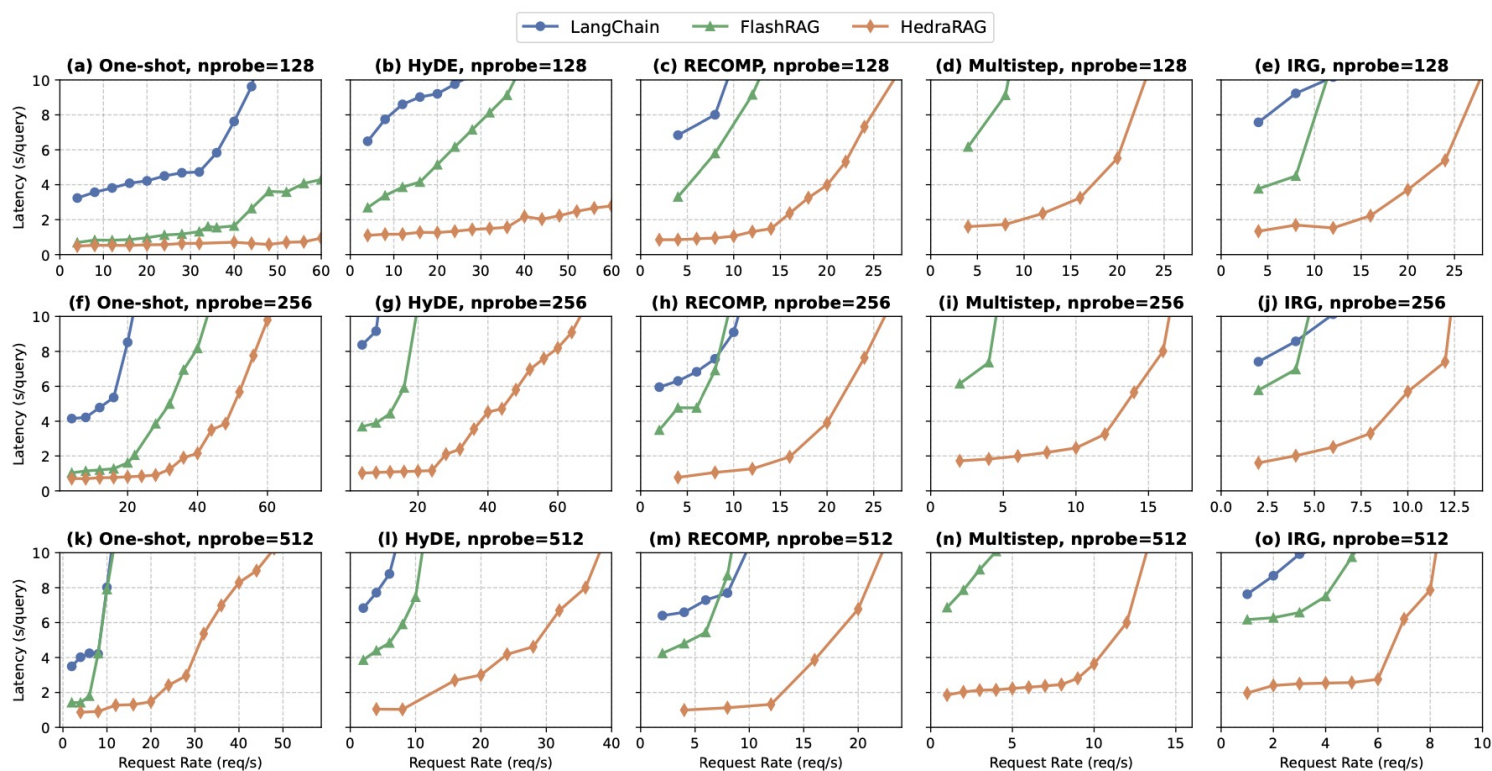 LangChain FlashRAG HedraRAG
(a) One-shot, nprobe=128 (b) HyDE, nprobe=128 (c) RECOMP, nprobe=128 (d) Multistep, nprobe=128 (e) IRG, nprobe=128
Latency (s/query)
10
8
6
4
2
0
0 10 20 30 40 50 60 0 10 20 30 40 50 60 0 5 10 15 20 25 0 5 10 15 20 25 0 5 10 15 20 25
(f) One-shot, nprobe=256 (g) HyDE, nprobe=256 (h) RECOMP, nprobe=256 (i) Multistep, nprobe=256 (j) IRG, nprobe=256
Latency (s/query)
10
8
6
4
2
0
20 40 60 0 20 40 60 0 5 10 15 20 25 0 5 10 15 0.0 2.5 5.0 7.5 10.0 12.5
(k) One-shot, nprobe=512 (l) HyDE, nprobe=512 (m) RECOMP, nprobe=512 (n) Multistep, nprobe=512 (o) IRG, nprobe=512
Latency (s/query)
10
8
6
4
2
0
0 10 20 30 40 50 0 10 20 30 40 0 5 10 15 20 0 5 10 15 0 2 4 6 8 10
Request Rate (req/s) Request Rate (req/s) Request Rate (req/s) Request Rate (req/s) Request Rate (req/s)